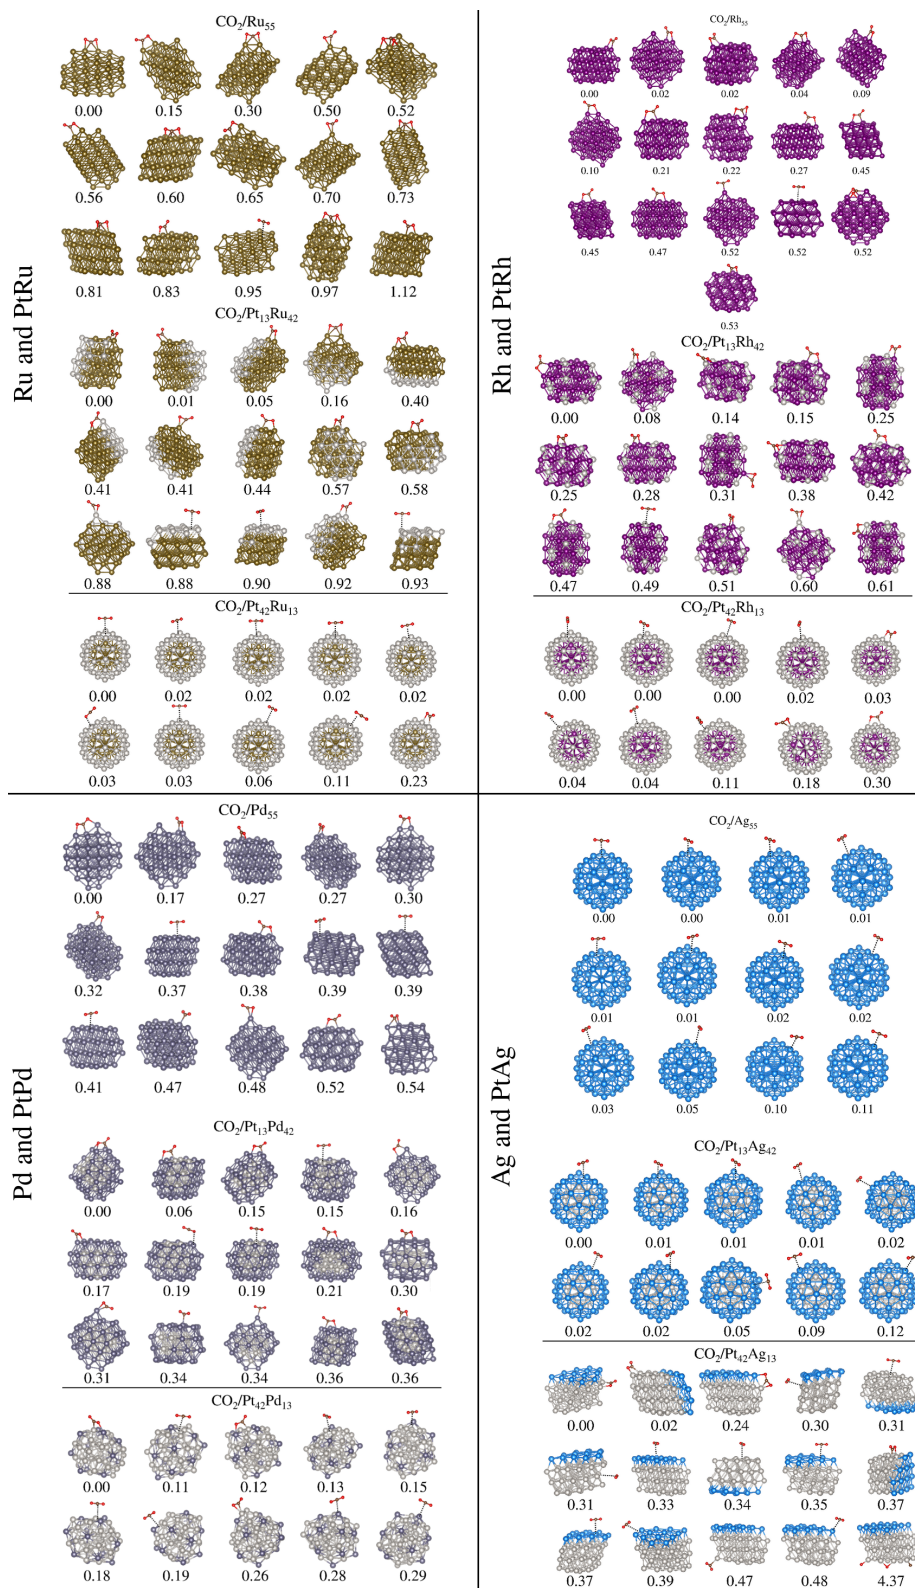 Ru and PtRu
CO₂/Ru₅₅
0.00 0.15 0.30 0.50 0.52
0.56 0.60 0.65 0.70 0.73
0.81 0.83 0.95 0.97 1.12
CO₂/Pt₁₃Ru₄₂
0.00 0.01 0.05 0.16 0.40
0.41 0.41 0.44 0.57 0.58
0.88 0.88 0.90 0.92 0.93
CO₂/Pt₄₂Ru₁₃
0.00 0.02 0.02 0.02 0.02
0.03 0.03 0.06 0.11 0.23
Rh and PtRh
CO₂/Rh₅₅
0.00 0.02 0.02 0.04 0.09
0.10 0.21 0.22 0.27 0.45
0.45 0.47 0.52 0.52 0.52
0.53
CO₂/Pt₁₃Rh₄₂
0.00 0.08 0.14 0.15 0.25
0.25 0.28 0.31 0.38 0.42
0.47 0.49 0.51 0.60 0.61
CO₂/Pt₄₂Rh₁₃
0.00 0.00 0.00 0.02 0.03
0.04 0.04 0.11 0.18 0.30
Pd and PtPd
CO₂/Pd₅₅
0.00 0.17 0.27 0.27 0.30
0.32 0.37 0.38 0.39 0.39
0.41 0.47 0.48 0.52 0.54
CO₂/Pt₁₃Pd₄₂
0.00 0.06 0.15 0.15 0.16
0.17 0.19 0.19 0.21 0.30
0.31 0.34 0.34 0.36 0.36
CO₂/Pt₄₂Pd₁₃
0.00 0.11 0.12 0.13 0.15
0.18 0.19 0.26 0.28 0.29
Ag and PtAg
CO₂/Ag₅₅
0.00 0.00 0.01 0.01
0.01 0.01 0.02 0.02
0.03 0.05 0.10 0.11
CO₂/Pt₁₃Ag₄₂
0.00 0.01 0.01 0.01 0.02
0.02 0.02 0.05 0.09 0.12
CO₂/Pt₄₂Ag₁₃
0.00 0.02 0.24 0.30 0.31
0.31 0.33 0.34 0.35 0.37
0.37 0.39 0.47 0.48 4.37